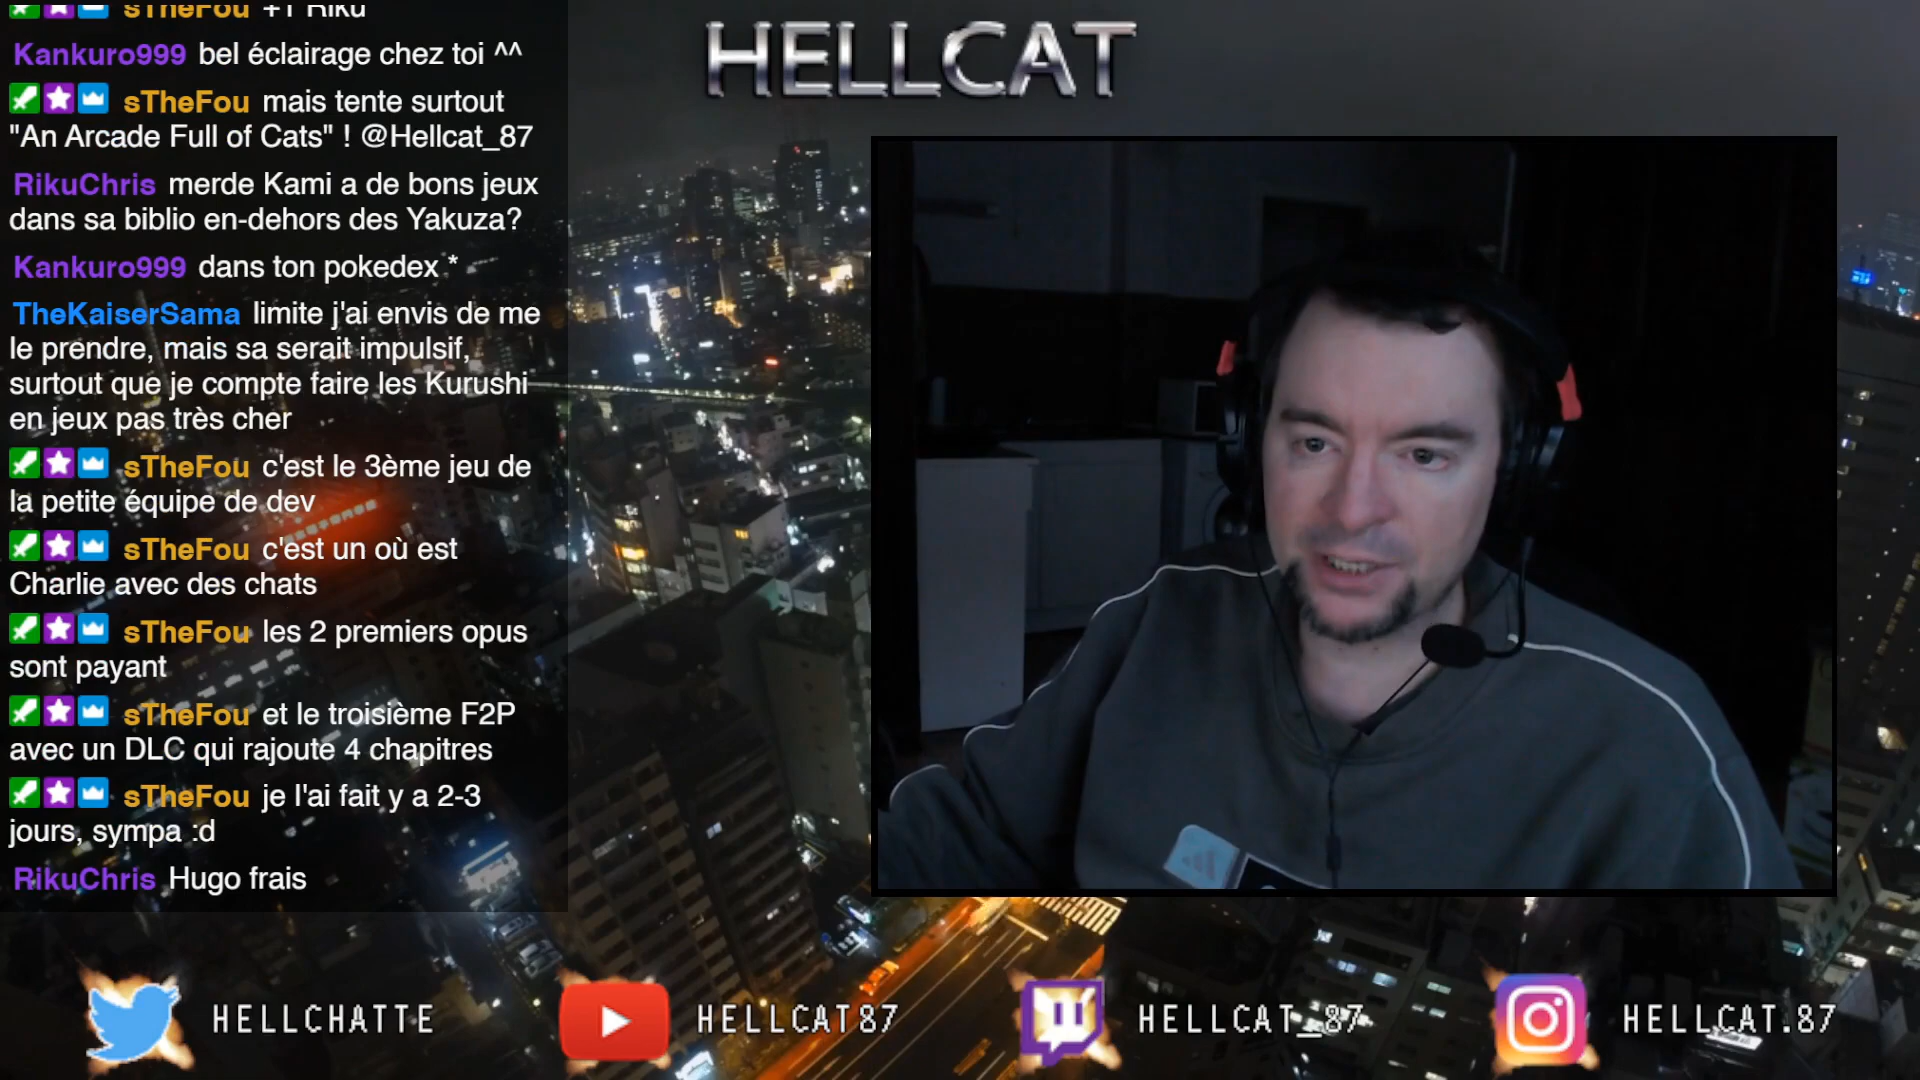 sTheFou +1 Riku
HELLCAT
Kankuro999 bel éclairage chez toi ^^
sTheFou mais tente surtout
"An Arcade Full of Cats" ! @Hellcat_87
RikuChris merde Kami a de bons jeux
dans sa biblio en-dehors des Yakuza?
Kankuro999 dans ton pokedex *
TheKaiserSama limite j'ai envis de me
le prendre, mais sa serait impulsif,
surtout que je compte faire les Kurushi
en jeux pas très cher
sTheFou c'est le 3ème jeu de
la petite équipe de dev
sTheFou c'est un où est
Charlie avec des chats
sTheFou les 2 premiers opus
sont payant
sTheFou et le troisième F2P
avec un DLC qui rajoute 4 chapitres
sTheFou je l'ai fait y a 2-3
jours, sympa :d
RikuChris Hugo frais
HELLCHATTE
HELLCAT87
HELLCAT_87
HELLCAT.87